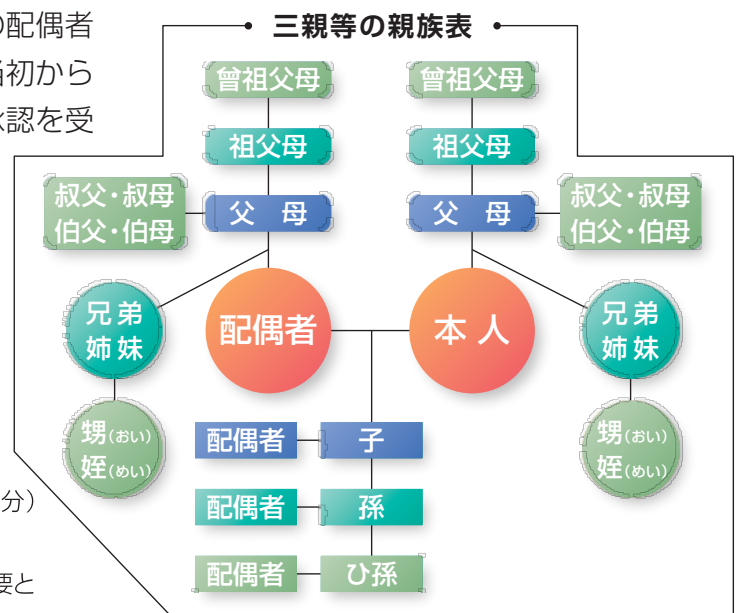 の配偶者
当初から
承認を受
三親等の親族表
曾祖父母
曾祖父母
祖父母
祖父母
叔父・叔母
伯父・伯母
父 母
父 母
叔父・叔母
伯父・伯母
兄弟
姉妹
配偶者
本人
兄弟
姉妹
甥(おい)
姪(めい)
配偶者
子
甥(おい)
姪(めい)
配偶者
孫
分)
配偶者
ひ孫
要と